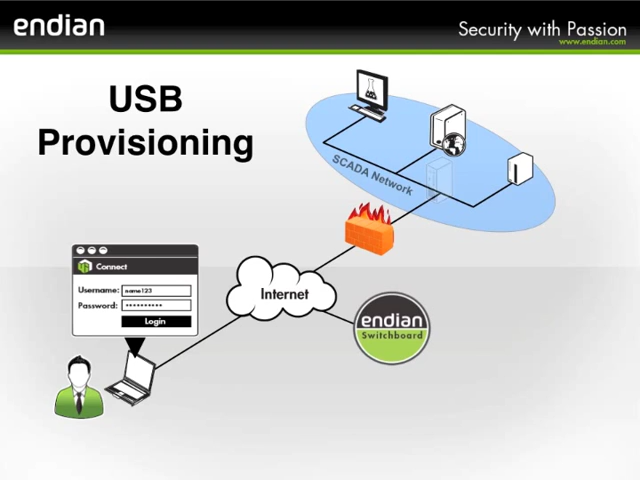 endian
Security with Passion
www.endian.com
USB
Provisioning
SCADA Network
Connect
Username: name123
Password: ••••••••••
Login
Internet
endian
Switchboard